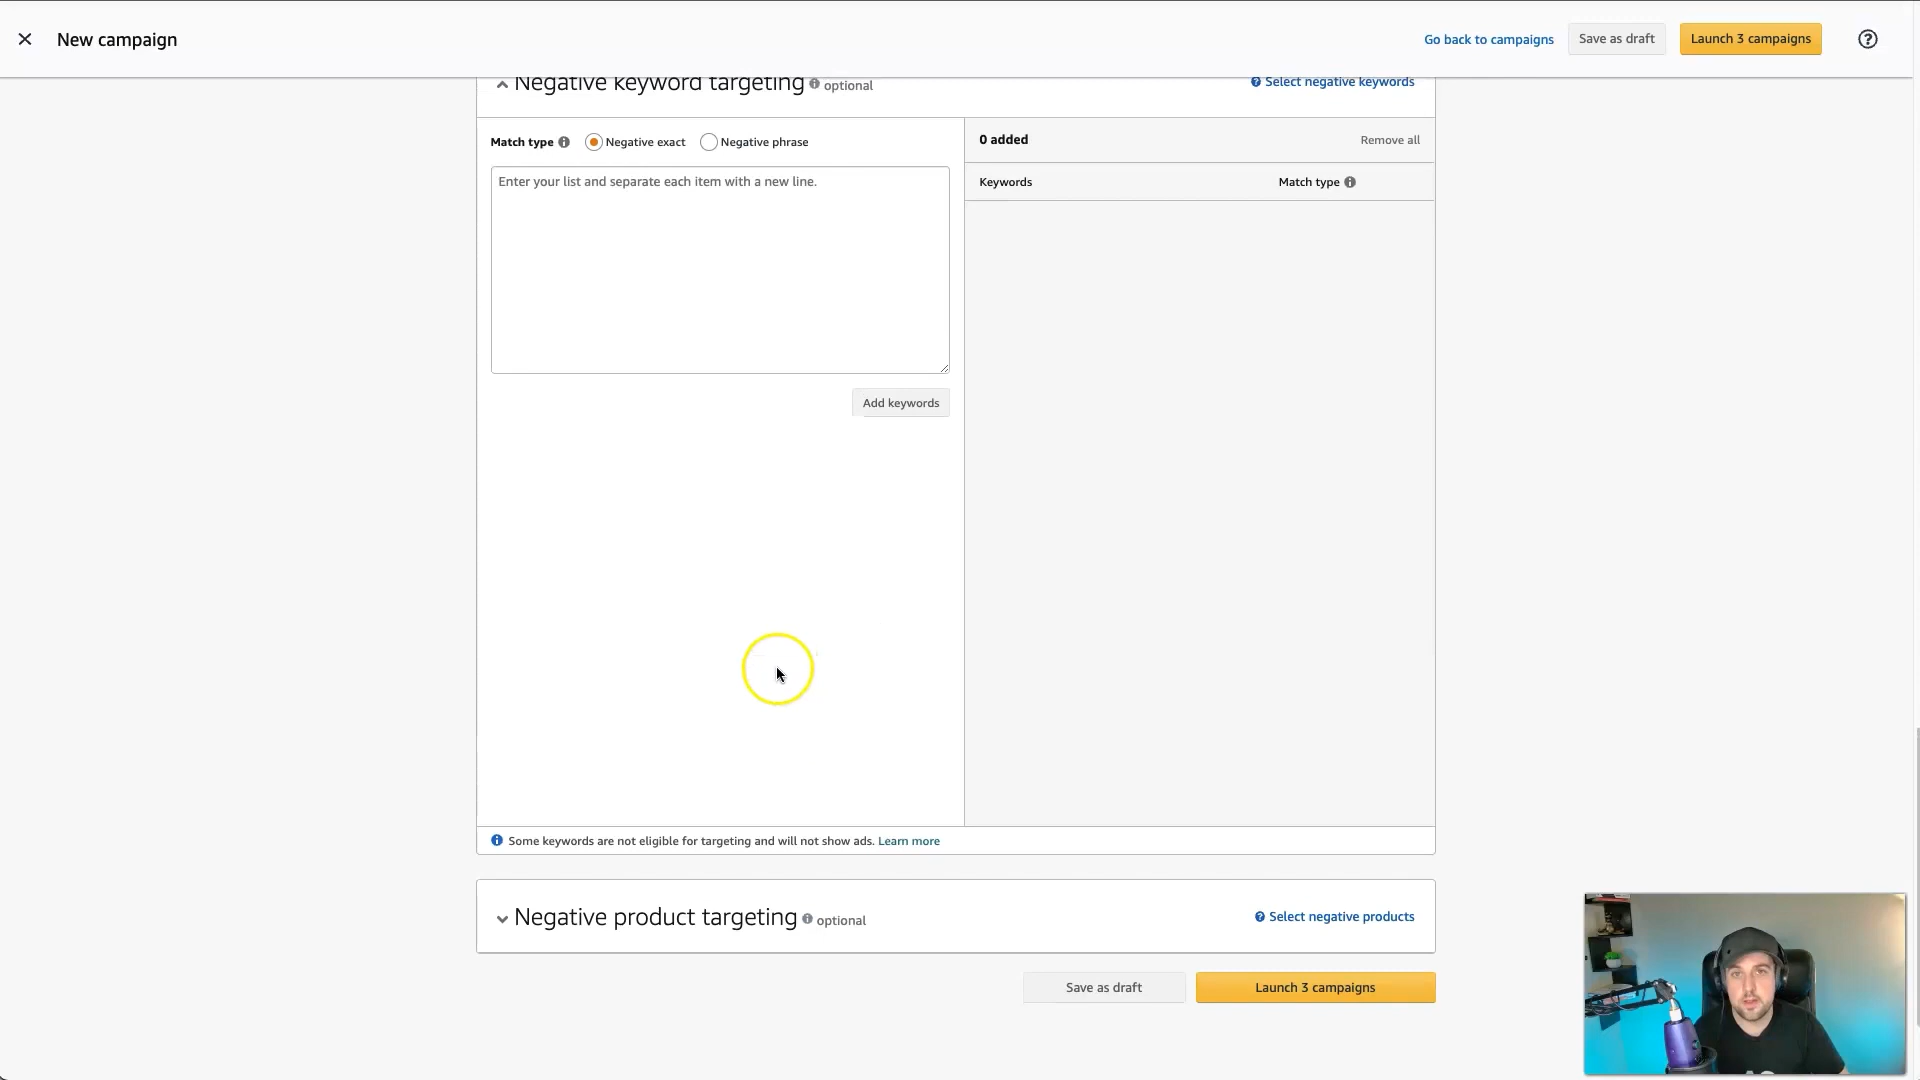 New campaign
Go back to campaigns
Save as draft
Launch 3 campaigns
Negative keyword targeting optional
Select negative keywords
Match type Negative exact Negative phrase
Enter your list and separate each item with a new line.
Add keywords
0 added
Remove all
Keywords
Match type
Some keywords are not eligible for targeting and will not show ads. Learn more
Negative product targeting optional
Select negative products
Save as draft
Launch 3 campaigns